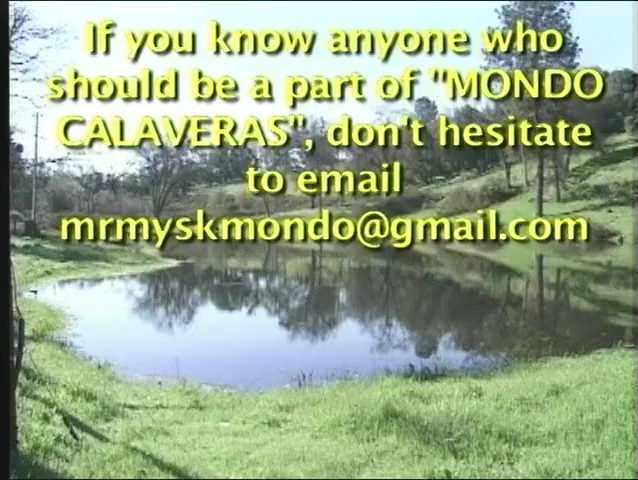 If you know anyone who
should be a part of "MONDO
CALAVERAS", don't hesitate
to email
mrmyskmondo@gmail.com